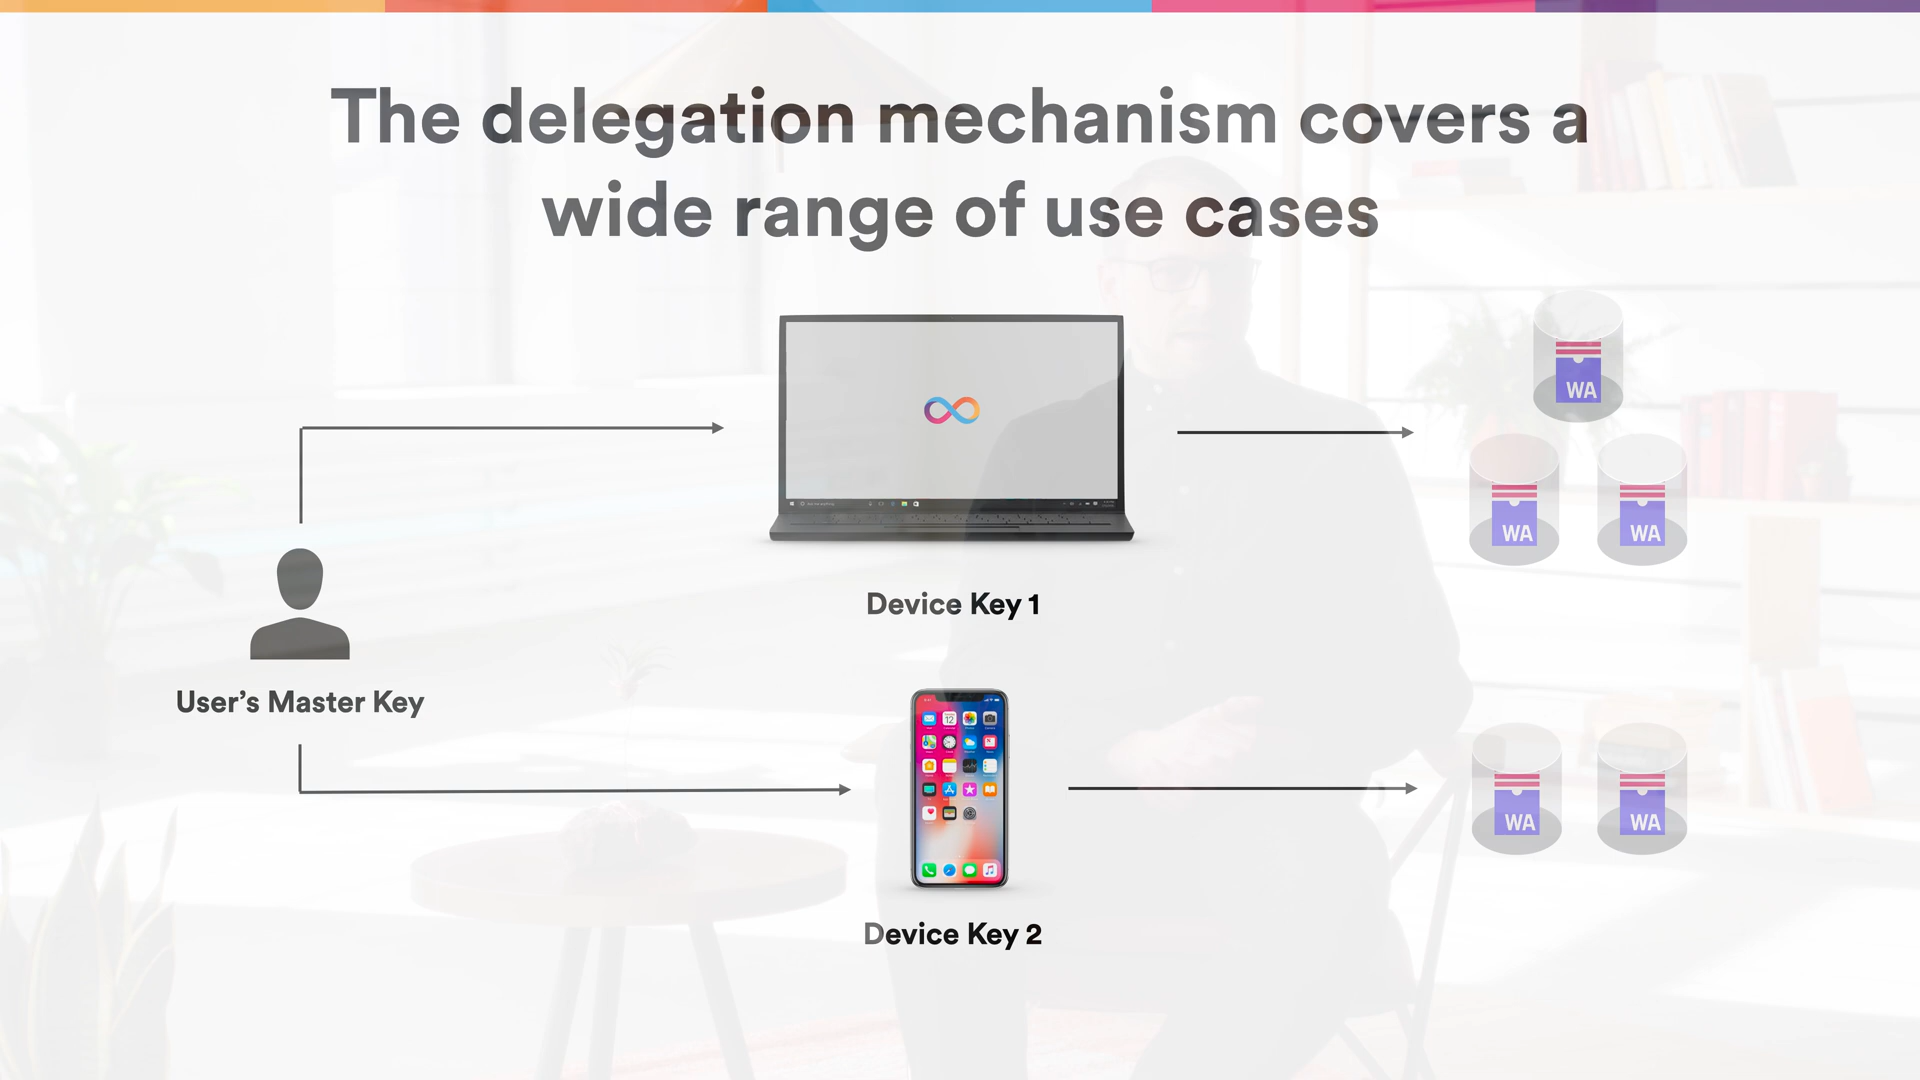 The delegation mechanism covers a
wide range of use cases
WA
WA WA
Device Key 1
User's Master Key
12
WA WA
Device Key 2